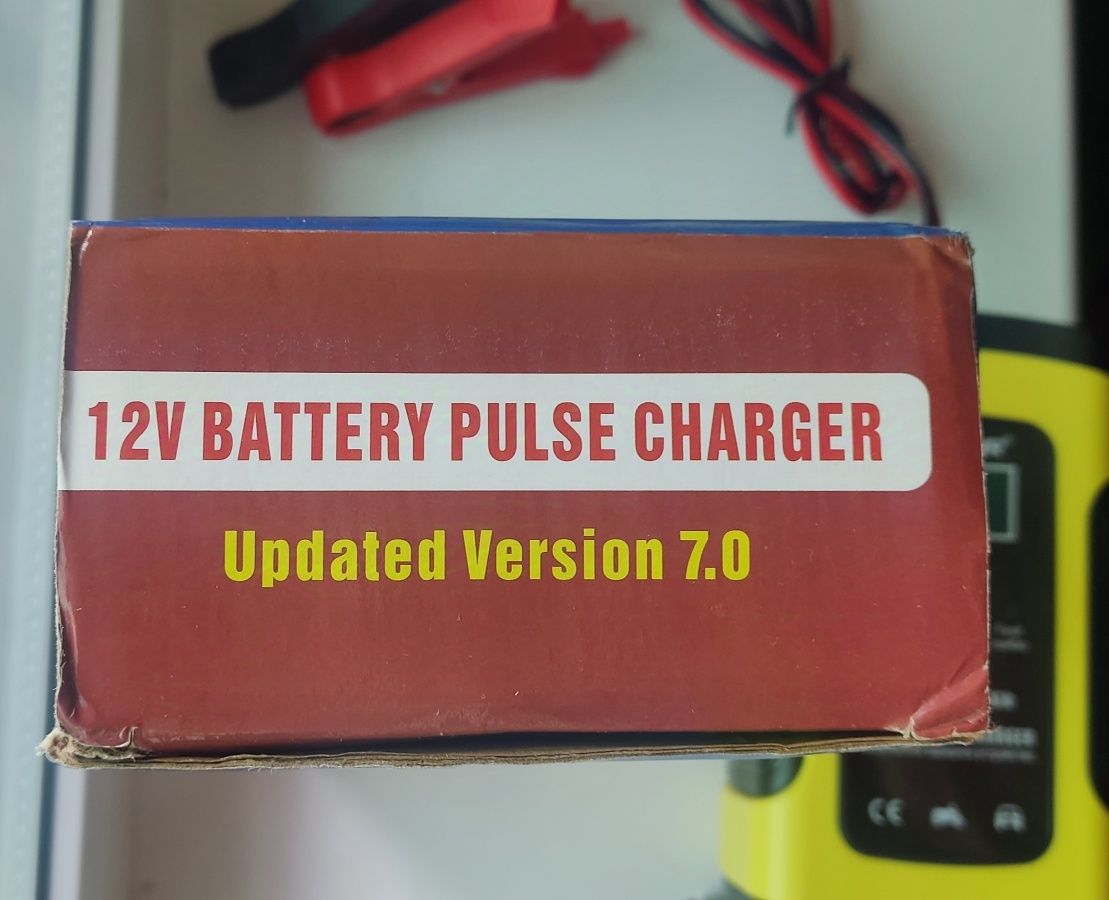 12V BATTERY PULSE CHARGER
Updated Version 7.0
CE